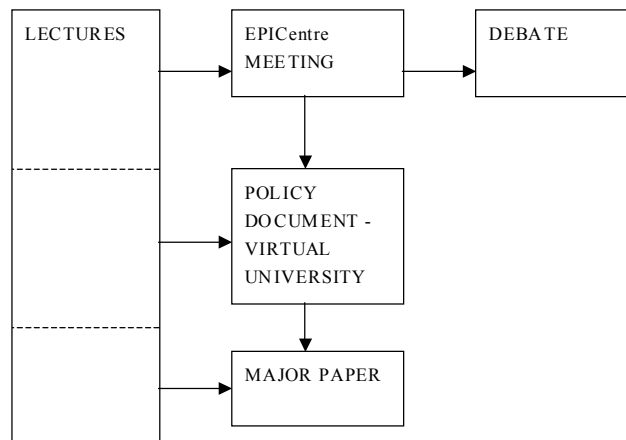 LECTURES
EPICentre
MEETING
DEBATE
POLICY
DOCUMENT -
VIRTUAL
UNIVERSITY
MAJOR PAPER